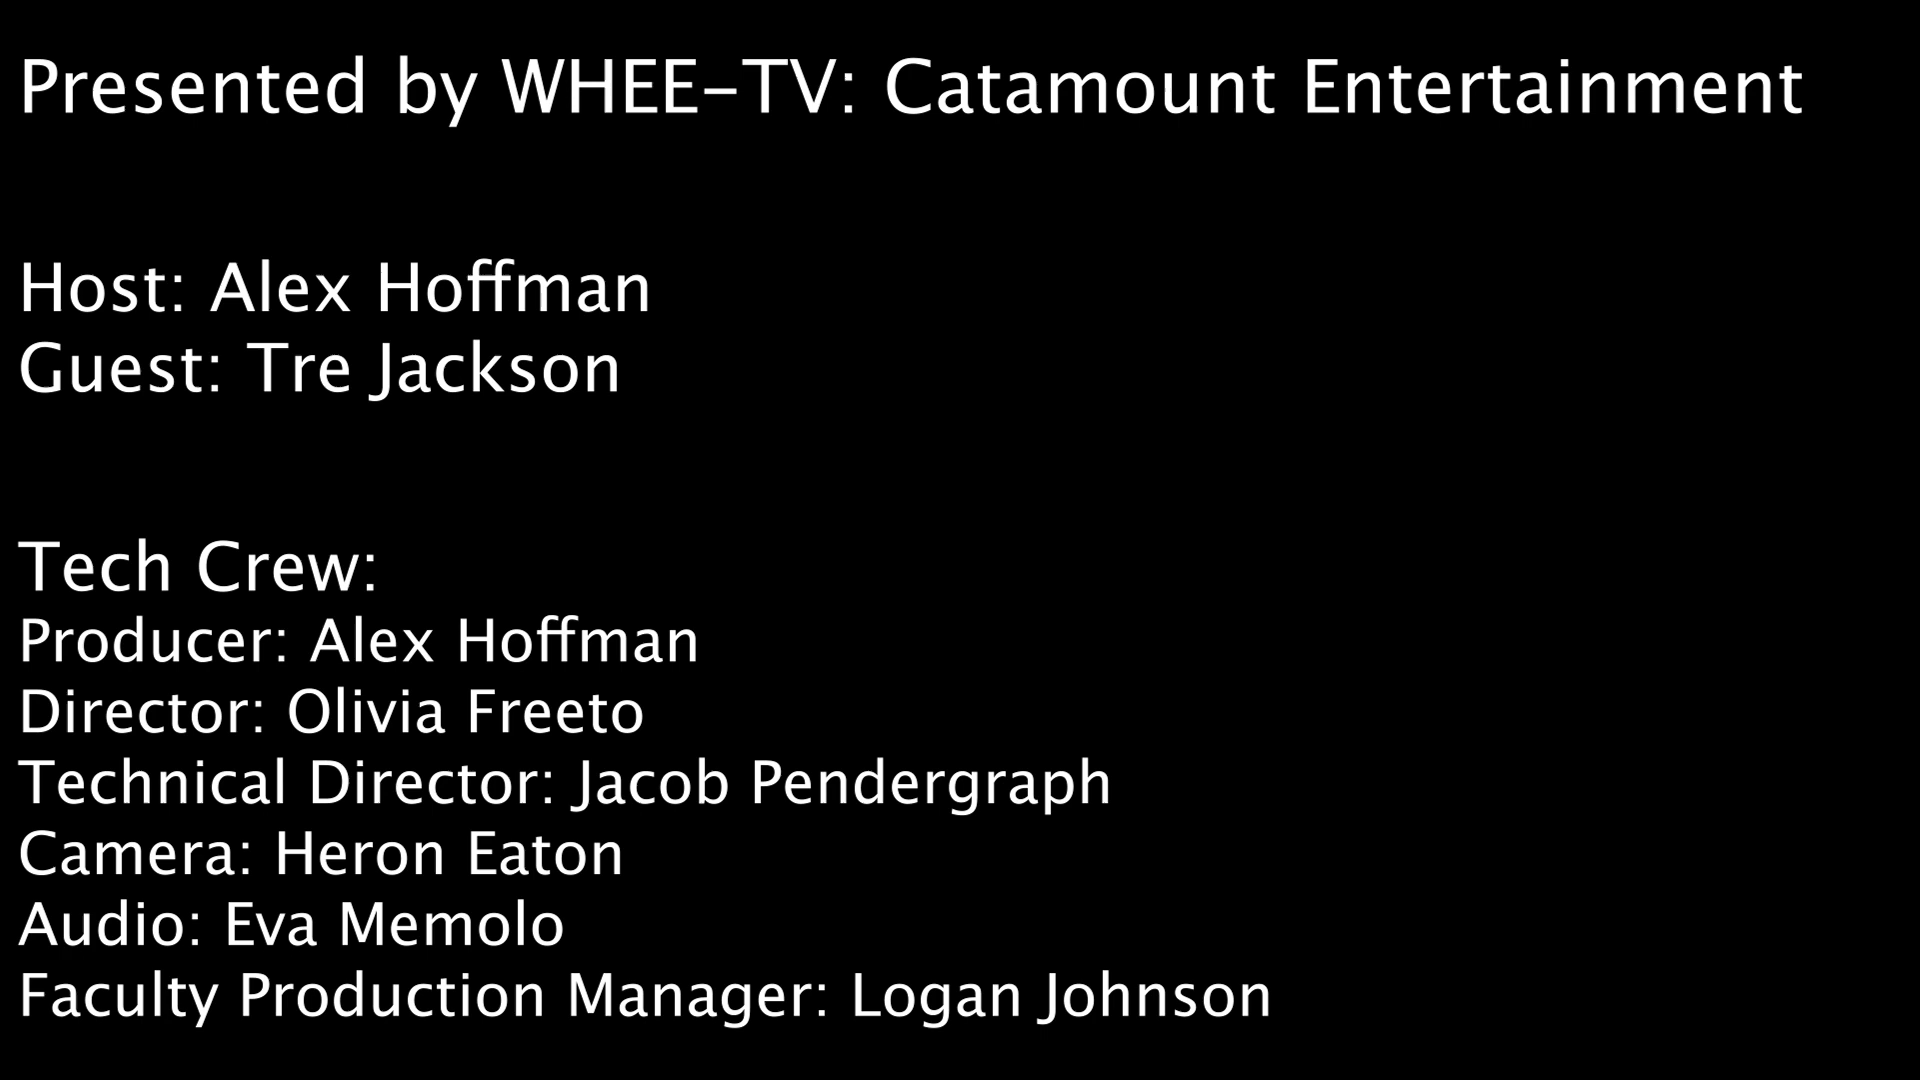 Presented by WHEE-TV: Catamount Entertainment
Host: Alex Hoffman
Guest: Tre Jackson
Tech Crew:
Producer: Alex Hoffman
Director: Olivia Freeto
Technical Director: Jacob Pendergraph
Camera: Heron Eaton
Audio: Eva Memolo
Faculty Production Manager: Logan Johnson